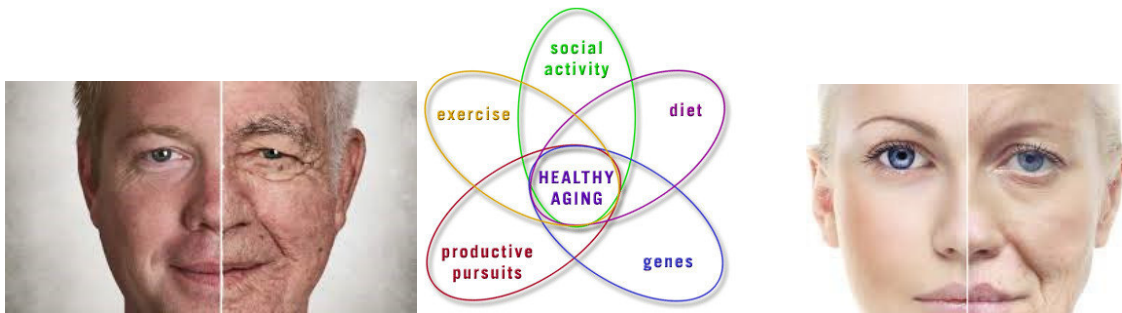 social
activity
exercise
diet
HEALTHY
AGING
productive
pursuits
genes